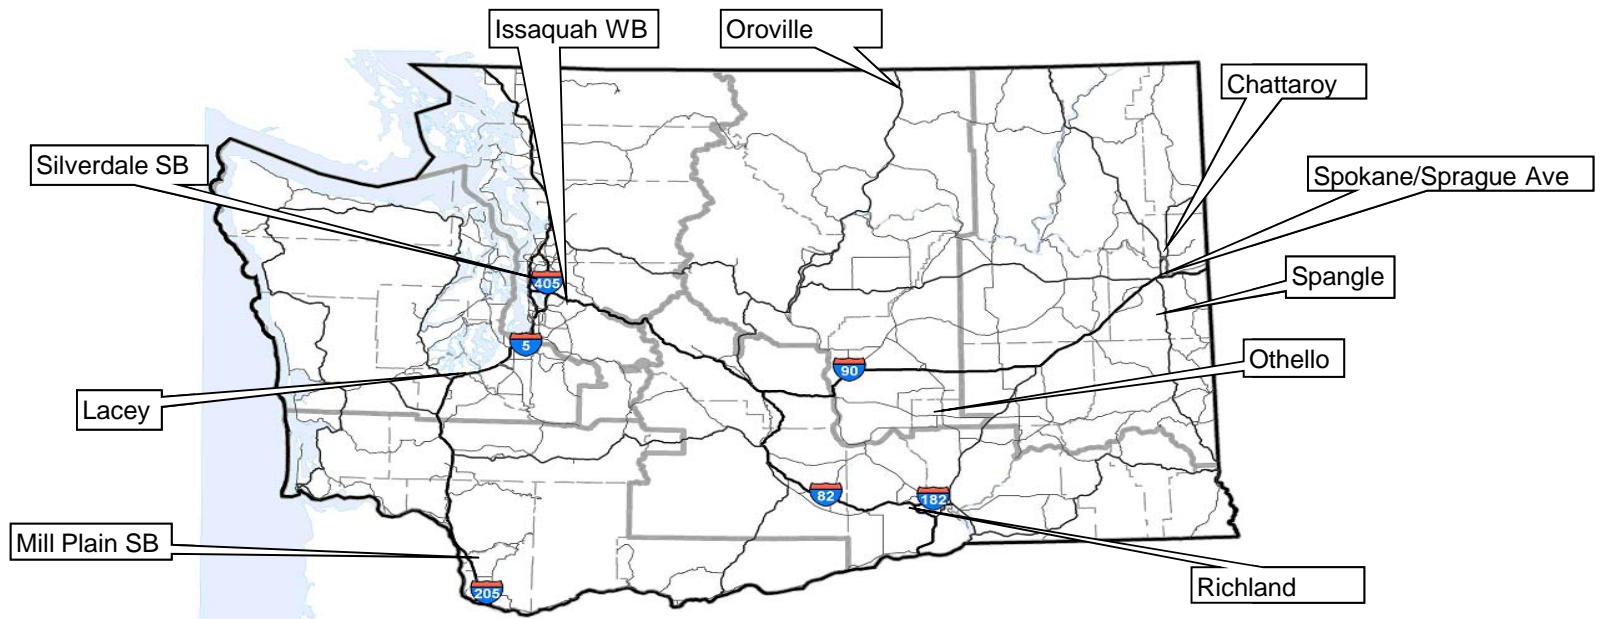 Issaquah WB
Oroville
Chattaroy
Silverdale SB
Spokane/Sprague Ave
Spangle
405
5
90
Othello
Lacey
82
182
Mill Plain SB
205
Richland